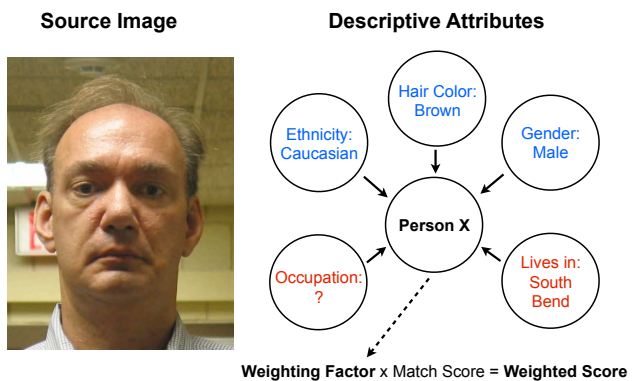 Source Image
Descriptive Attributes
Hair Color:
Brown
Ethnicity:
Caucasian
Gender:
Male
Person X
Occupation:
?
Lives in:
South
Bend
Weighting Factor x Match Score = Weighted Score